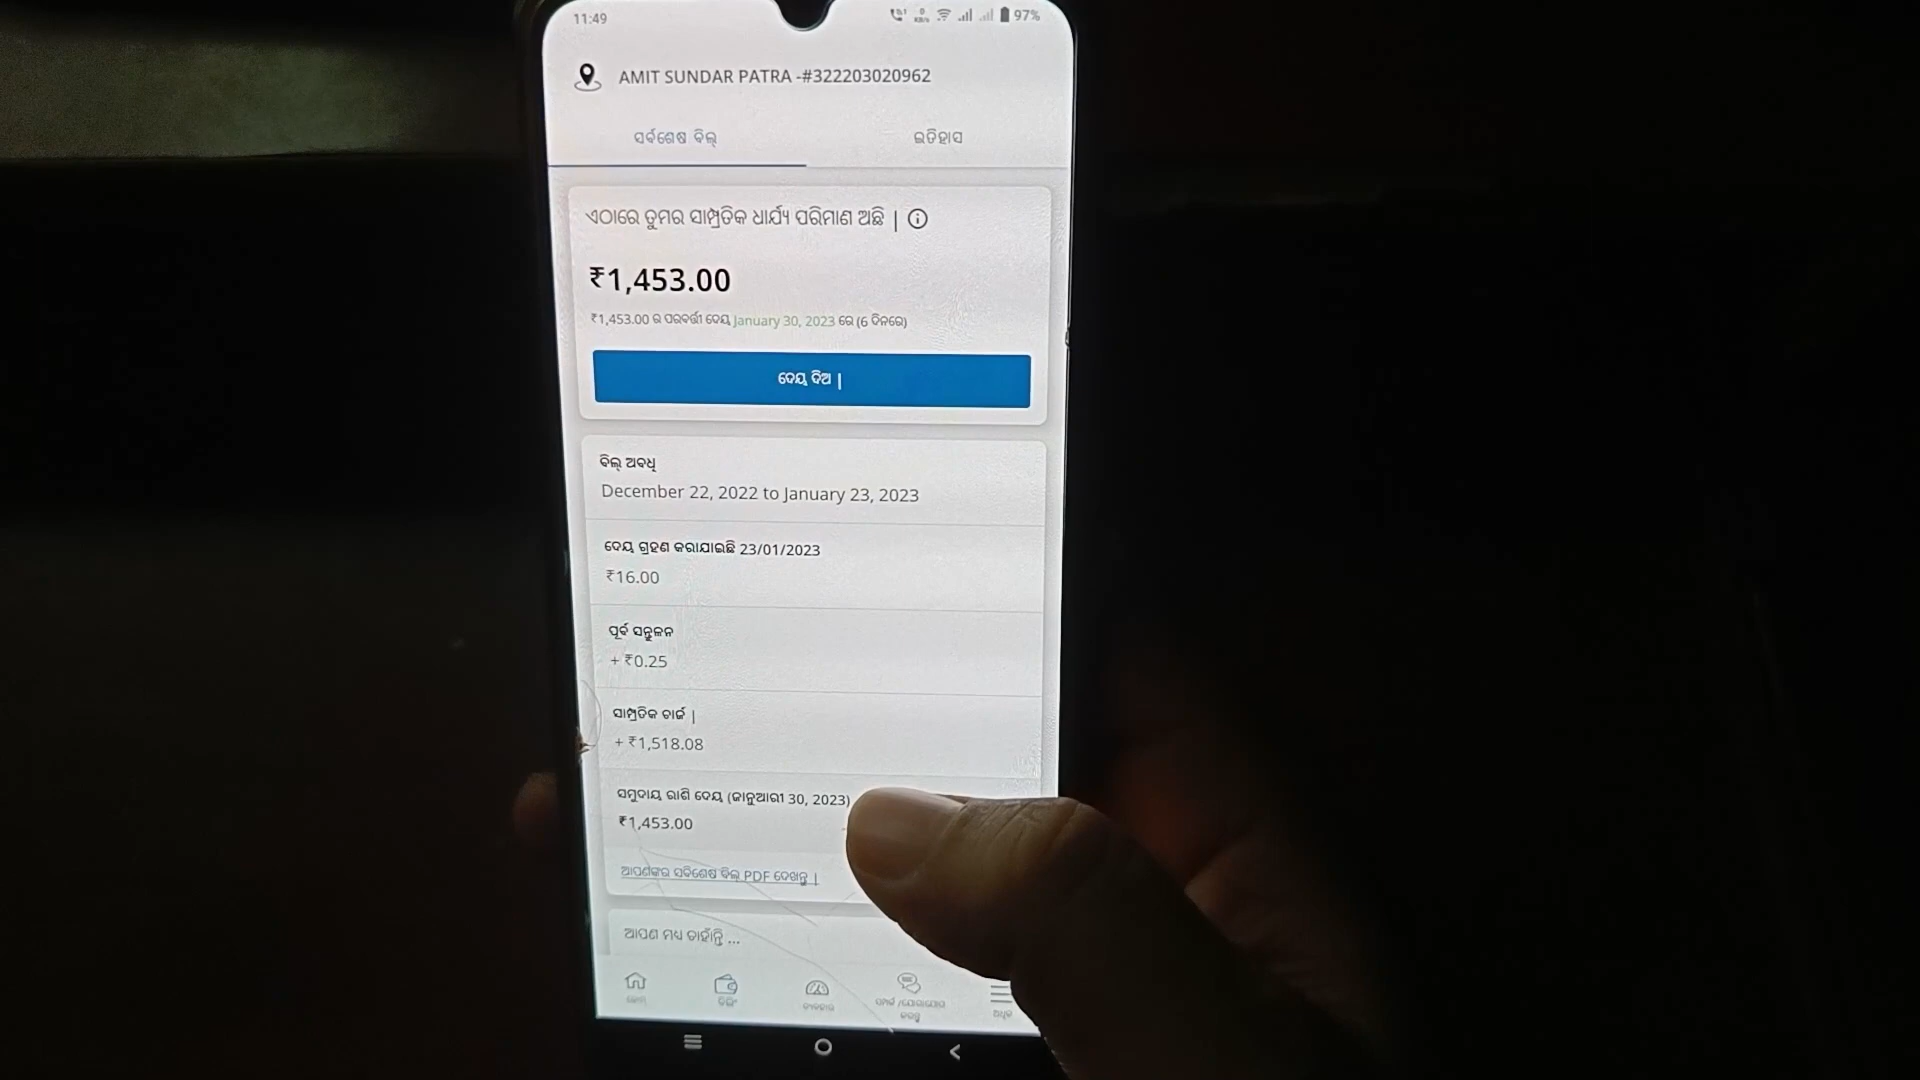 11:49
97%
AMIT SUNDAR PATRA -#322203020962
ସର୍ବଶେଷ ବିଲ୍ ଇତିହାସ
ଏଠାରେ ତୁମର ସାମ୍ପ୍ରତିକ ଧାର୍ଯ୍ୟ ପରିମାଣ ଅଛି |
₹1,453.00
₹1,453.00 ର ପରବର୍ତ୍ତୀ ଦେୟ January 30, 2023 ରେ (6 ଦିନରେ)
ଦେୟ ଦିଅ |
ବିଲ୍ ଅବଧି
December 22, 2022 to January 23, 2023
ଦେୟ ଗ୍ରହଣ କରାଯାଇଛି 23/01/2023
₹16.00
ପୂର୍ବ ସନ୍ତୁଳନ
+ ₹0.25
ସାମ୍ପ୍ରତିକ ଚାର୍ଜ |
+ ₹1,518.08
ସମୁଦାୟ ରାଶି ଦେୟ (ଜାନୁଆରୀ 30, 2023)
₹1,453.00
ଆପଣଙ୍କର ସର୍ବଶେଷ ବିଲ୍ PDF ଦେଖନ୍ତୁ |
ଆପଣ ମଧ୍ୟ ଚାହାଁନ୍ତି ...
ହୋମ୍ ବିଲିଂ
ଅଧିକ